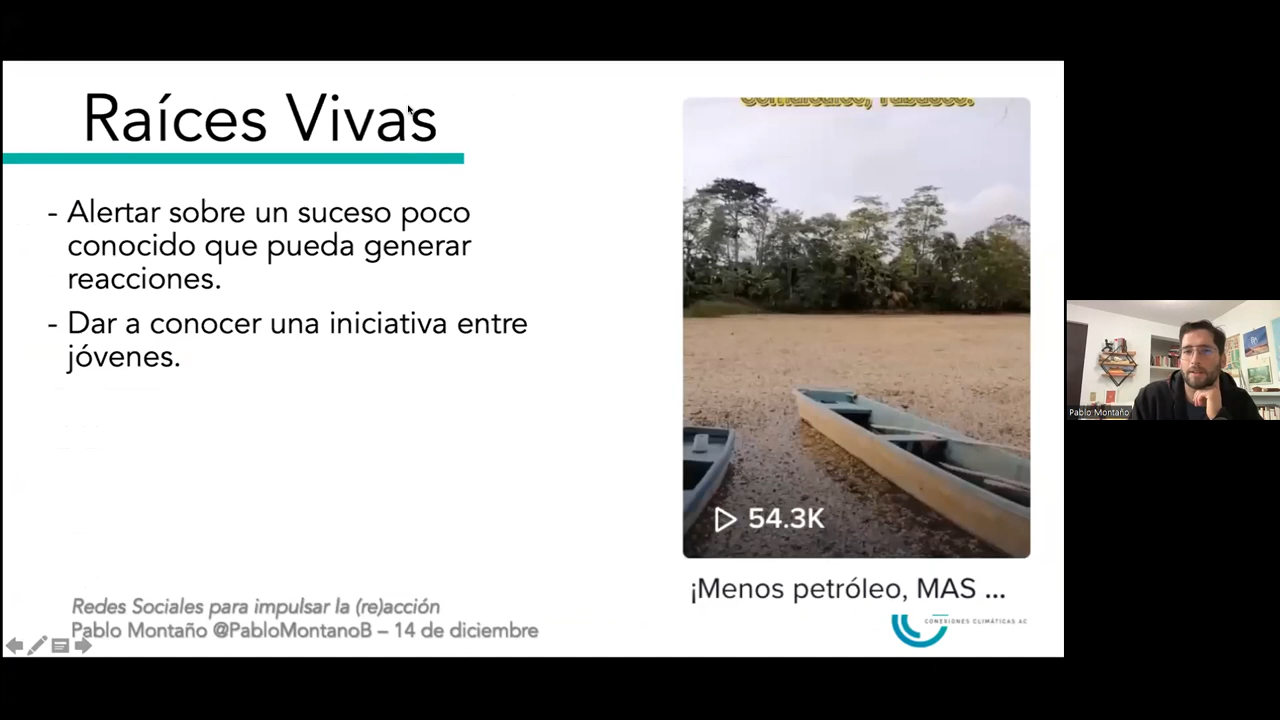 Raíces Vivas
- Alertar sobre un suceso poco
conocido que pueda generar
reacciones.
- Dar a conocer una iniciativa entre
jóvenes.
54.3K
¡Menos petróleo, MAS ...
CONEXIONES CLIMÁTICAS AC
Redes Sociales para impulsar la (re)acción
Pablo Montaño @PabloMontanoB – 14 de diciembre
Pablo Montaño